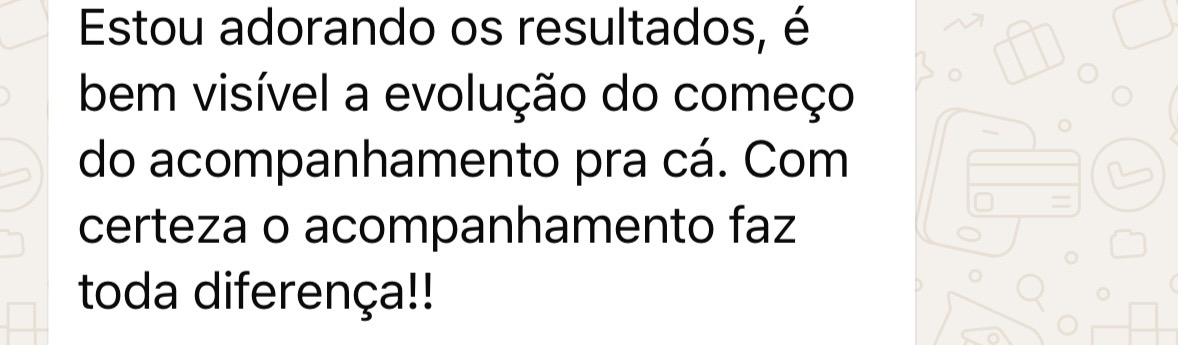 Estou adorando os resultados, é
bem visível a evolução do começo
do acompanhamento pra cá. Com
certeza o acompanhamento faz
toda diferença!!